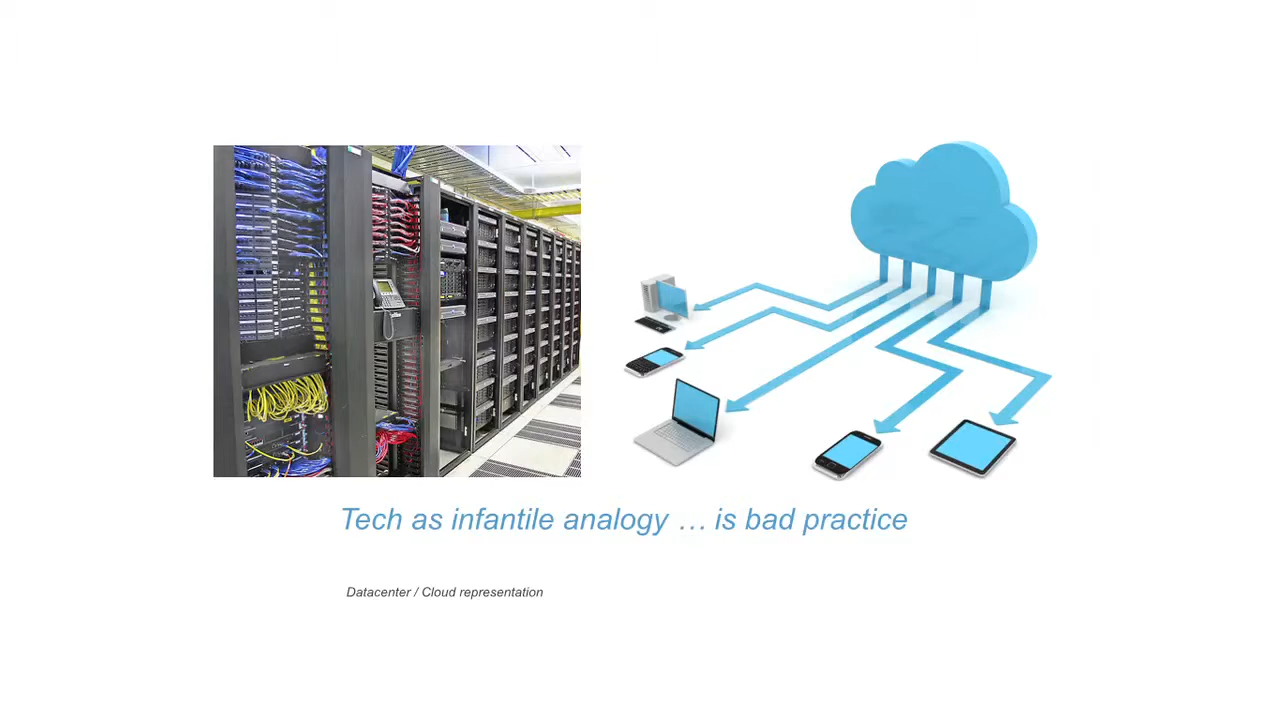 Tech as infantile analogy … is bad practice
Datacenter / Cloud representation